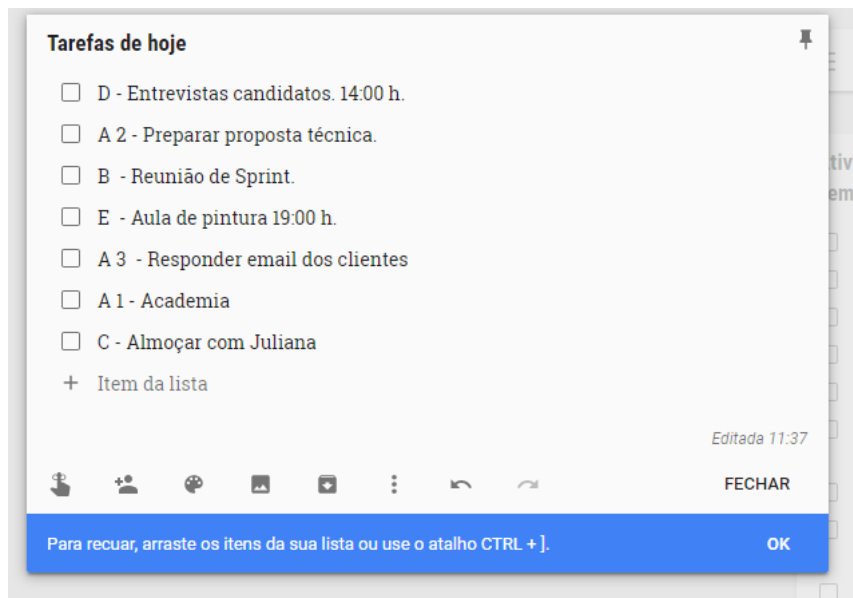 Tarefas de hoje
D - Entrevistas candidatos. 14:00 h.
A 2 - Preparar proposta técnica.
B - Reunião de Sprint.
E - Aula de pintura 19:00 h.
A 3 - Responder email dos clientes
A 1 - Academia
C - Almoçar com Juliana
+ Item da lista
Editada 11:37
FECHAR
Para recuar, arraste os itens da sua lista ou use o atalho CTRL + ].
OK